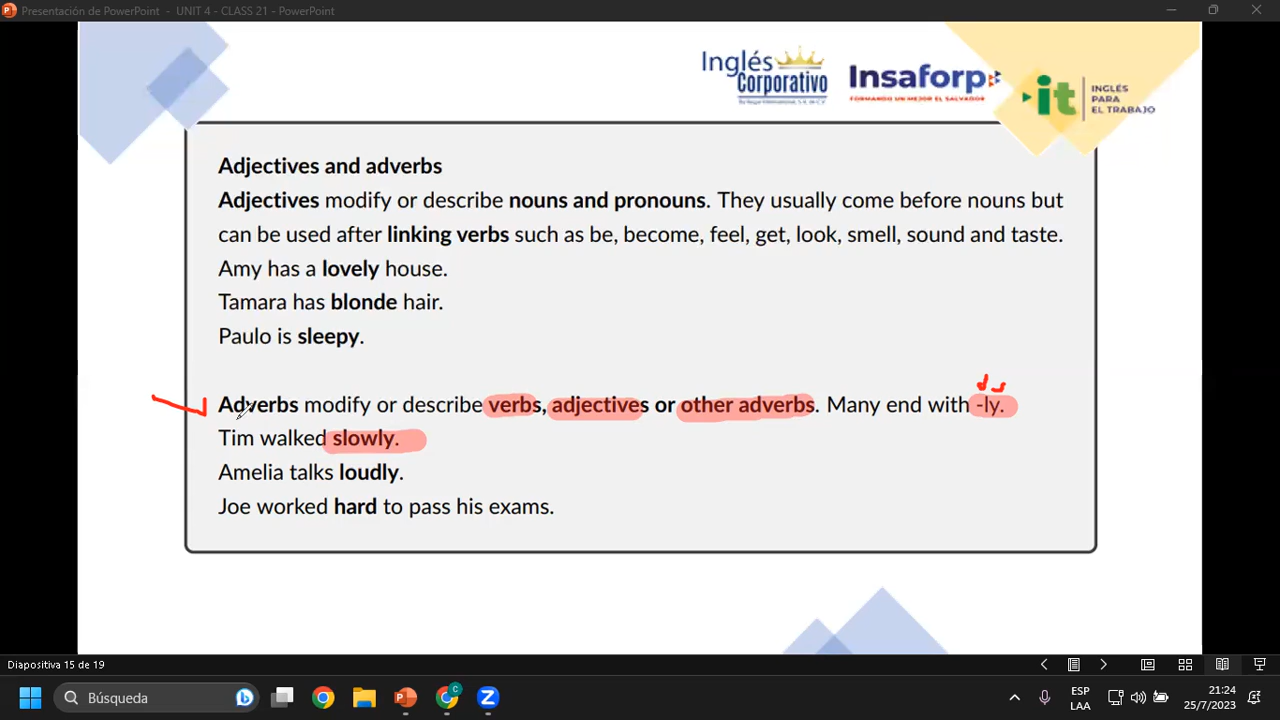 Presentación de PowerPoint - UNIT 4 - CLASS 21 - PowerPoint
Inglés
Corporativo
Insaforp
FORMANDO UN MEJOR EL SALVADOR
it
INGLÉS
PARA
EL TRABAJO
Adjectives and adverbs
Adjectives modify or describe nouns and pronouns. They usually come before nouns but
can be used after linking verbs such as be, become, feel, get, look, smell, sound and taste.
Amy has a lovely house.
Tamara has blonde hair.
Paulo is sleepy.
Adverbs modify or describe verbs, adjectives or other adverbs. Many end with -ly.
Tim walked slowly.
Amelia talks loudly.
Joe worked hard to pass his exams.
Diapositiva 15 de 19
Búsqueda
ESP
LAA
21:24
25/7/2023